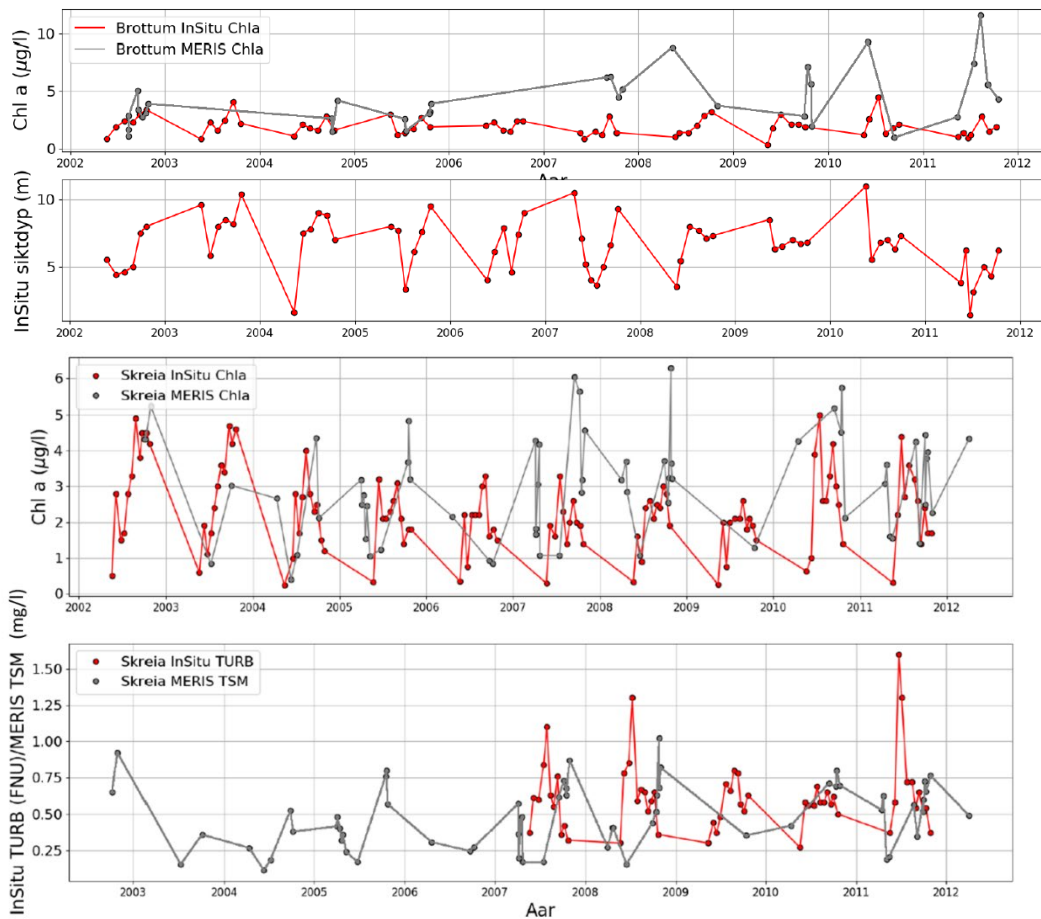 Brottum InSitu Chla
Brottum MERIS Chla
Chl a (µg/l)
10
5
0
2002 2003 2004 2005 2006 2007 2008 2009 2010 2011 2012
Aar
InSitu siktdyp (m)
10
5
2002 2003 2004 2005 2006 2007 2008 2009 2010 2011 2012
Skreia InSitu Chla
Skreia MERIS Chla
Chl a (µg/l)
6
5
4
3
2
1
0
2002 2003 2004 2005 2006 2007 2008 2009 2010 2011 2012
InSitu TURB (FNU)/MERIS TSM (mg/l)
Skreia InSitu TURB
Skreia MERIS TSM
1.50
1.25
1.00
0.75
0.50
0.25
2003 2004 2005 2006 2007 2008 2009 2010 2011 2012
Aar